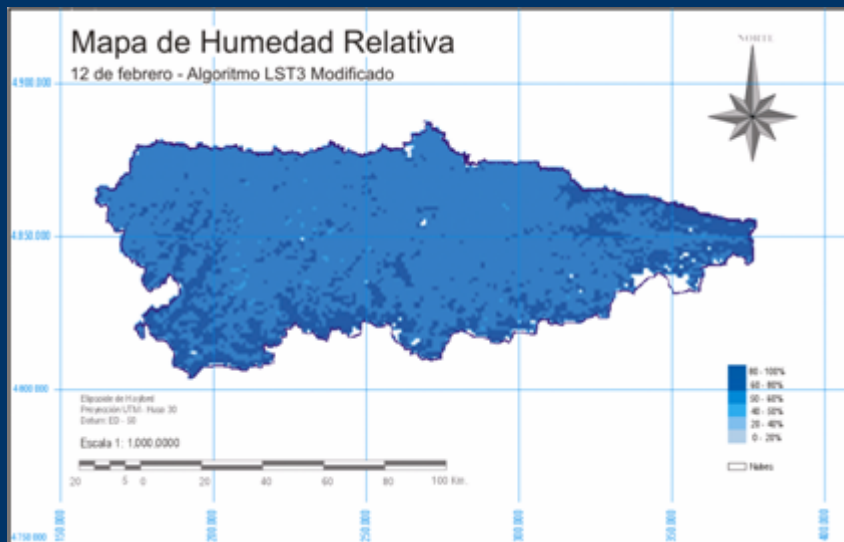 Mapa de Humedad Relativa
12 de febrero - Algoritmo LST3 Modificado
NORTE
4.900.000
4.850.000
4.800.000
4.750.000
80 - 100%
60 - 80%
50 - 60%
40 - 50%
20 - 40%
0 - 20%
Nubes
Elipsoide de Hayford
Proyección UTM - Huso 30
Datum: ED - 50
Escala 1: 1,000,0000
20 5 0 20 40 60 80 100 Km.
150.000 200.000 250.000 300.000 350.000 400.000